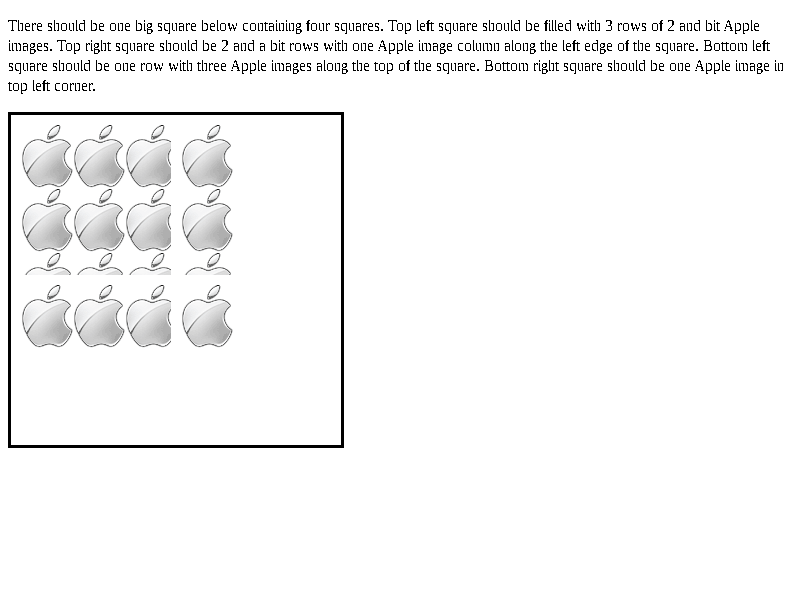 There should be one big square below containing four squares. Top left square should be filled with 3 rows of 2 and bit Apple
images. Top right square should be 2 and a bit rows with one Apple image column along the left edge of the square. Bottom left
square should be one row with three Apple images along the top of the square. Bottom right square should be one Apple image in
top left corner.